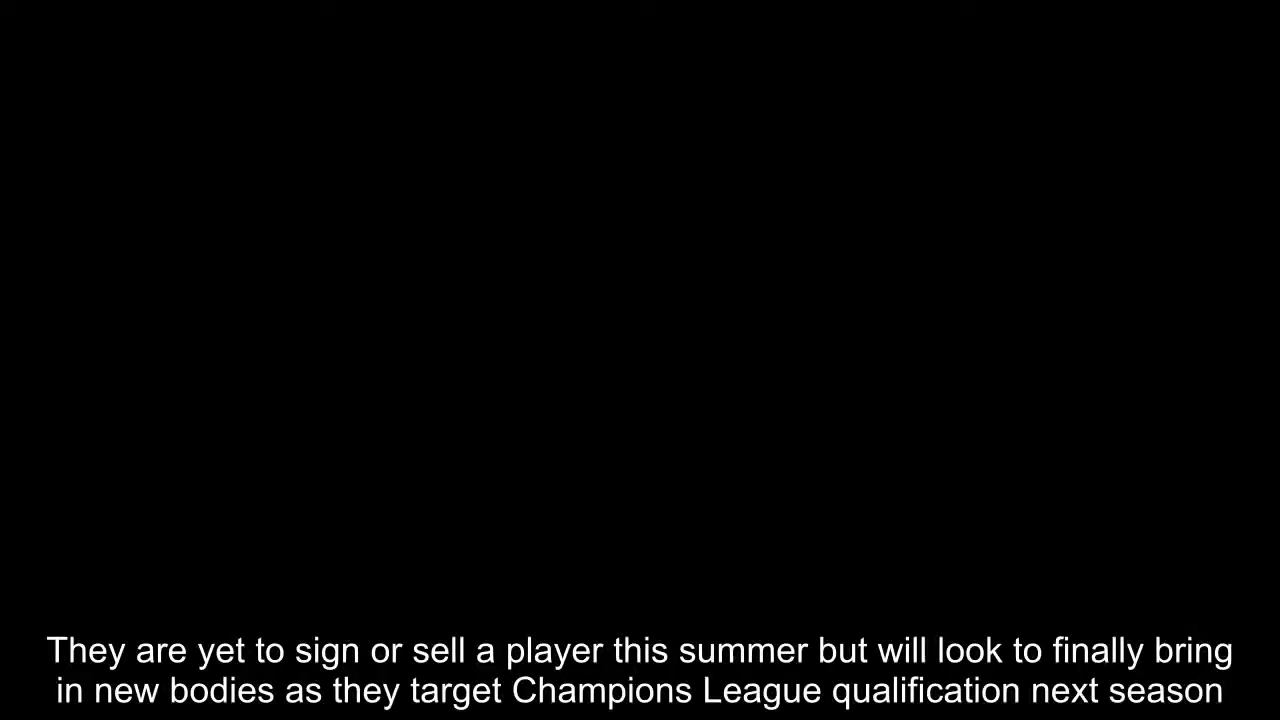 They are yet to sign or sell a player this summer but will look to finally bring
in new bodies as they target Champions League qualification next season